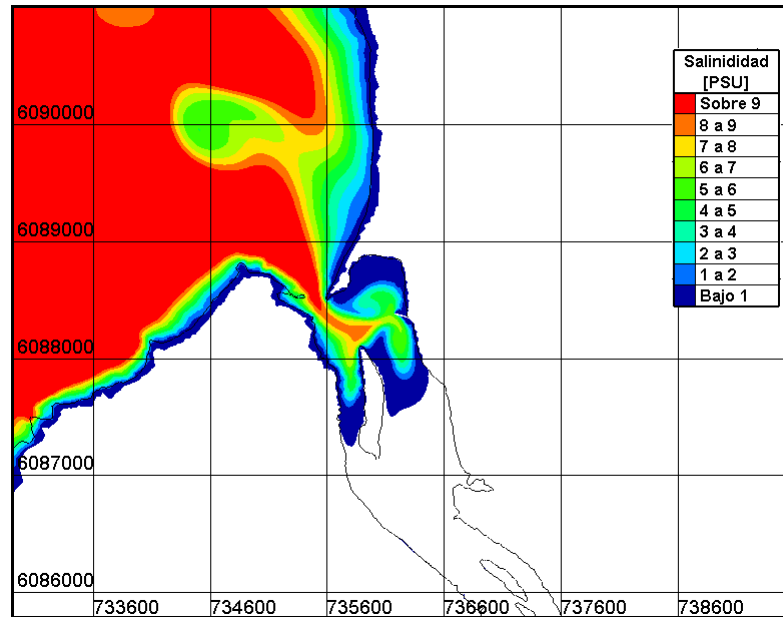 Salinididad
[PSU]
Sobre 9
8 a 9
7 a 8
6 a 7
5 a 6
4 a 5
3 a 4
2 a 3
1 a 2
Bajo 1
6090000
6089000
6088000
6087000
6086000
733600
734600
735600
736600
737600
738600